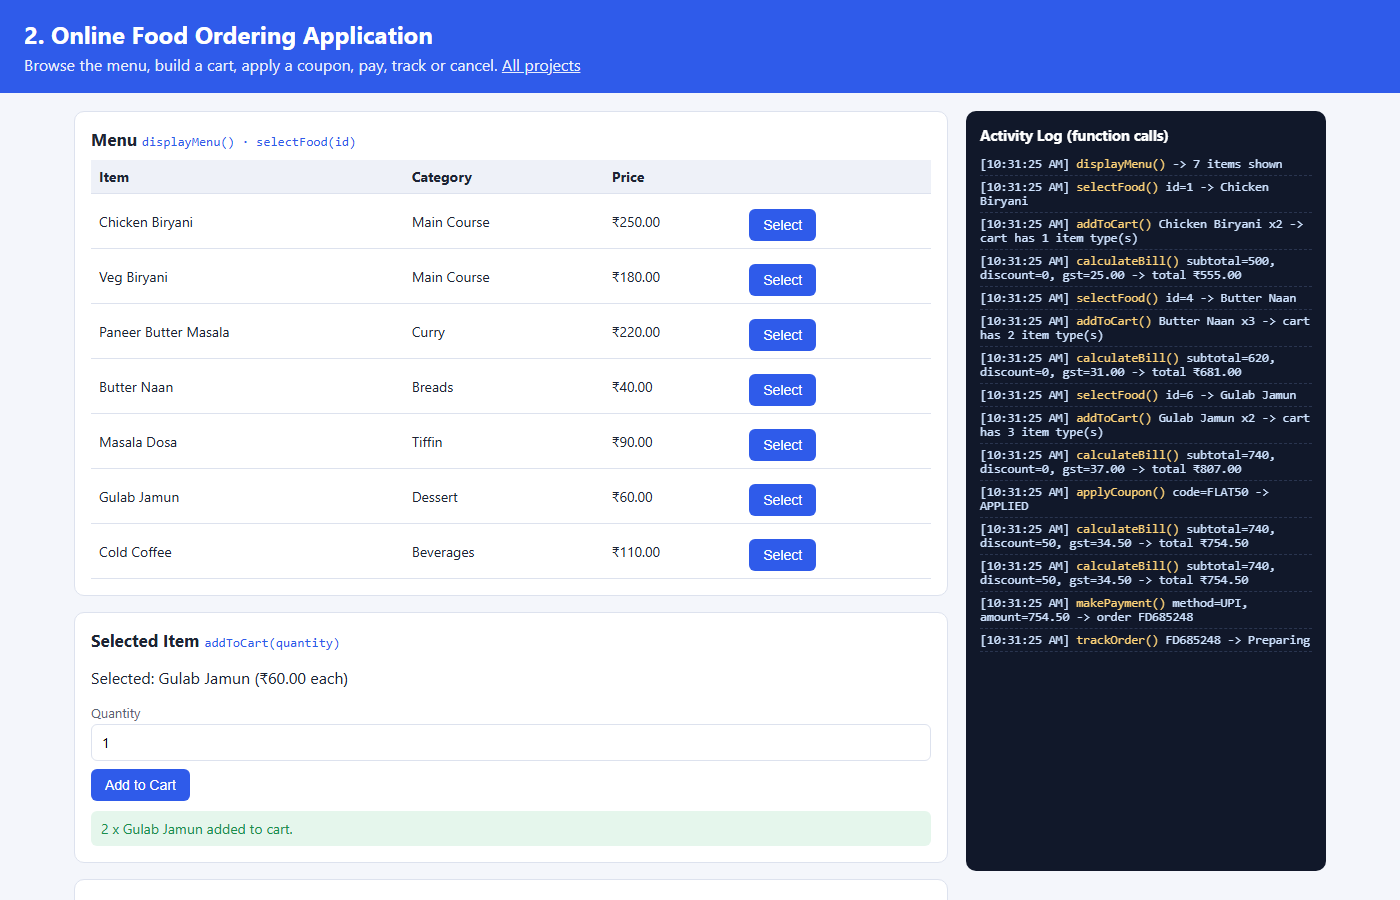 2. Online Food Ordering Application
Browse the menu, build a cart, apply a coupon, pay, track or cancel. All projects
Menu displayMenu() · selectFood(id)
Item Category Price
Chicken Biryani Main Course ₹250.00 Select
Veg Biryani Main Course ₹180.00 Select
Paneer Butter Masala Curry ₹220.00 Select
Butter Naan Breads ₹40.00 Select
Masala Dosa Tiffin ₹90.00 Select
Gulab Jamun Dessert ₹60.00 Select
Cold Coffee Beverages ₹110.00 Select
Selected Item addToCart(quantity)
Selected: Gulab Jamun (₹60.00 each)
Quantity
1
Add to Cart
2 x Gulab Jamun added to cart.
Activity Log (function calls)
[10:31:25 AM] displayMenu() -> 7 items shown
[10:31:25 AM] selectFood() id=1 -> Chicken
Biryani
[10:31:25 AM] addToCart() Chicken Biryani x2 ->
cart has 1 item type(s)
[10:31:25 AM] calculateBill() subtotal=500,
discount=0, gst=25.00 -> total ₹555.00
[10:31:25 AM] selectFood() id=4 -> Butter Naan
[10:31:25 AM] addToCart() Butter Naan x3 -> cart
has 2 item type(s)
[10:31:25 AM] calculateBill() subtotal=620,
discount=0, gst=31.00 -> total ₹681.00
[10:31:25 AM] selectFood() id=6 -> Gulab Jamun
[10:31:25 AM] addToCart() Gulab Jamun x2 -> cart
has 3 item type(s)
[10:31:25 AM] calculateBill() subtotal=740,
discount=0, gst=37.00 -> total ₹807.00
[10:31:25 AM] applyCoupon() code=FLAT50 ->
APPLIED
[10:31:25 AM] calculateBill() subtotal=740,
discount=50, gst=34.50 -> total ₹754.50
[10:31:25 AM] calculateBill() subtotal=740,
discount=50, gst=34.50 -> total ₹754.50
[10:31:25 AM] makePayment() method=UPI,
amount=754.50 -> order FD685248
[10:31:25 AM] trackOrder() FD685248 -> Preparing